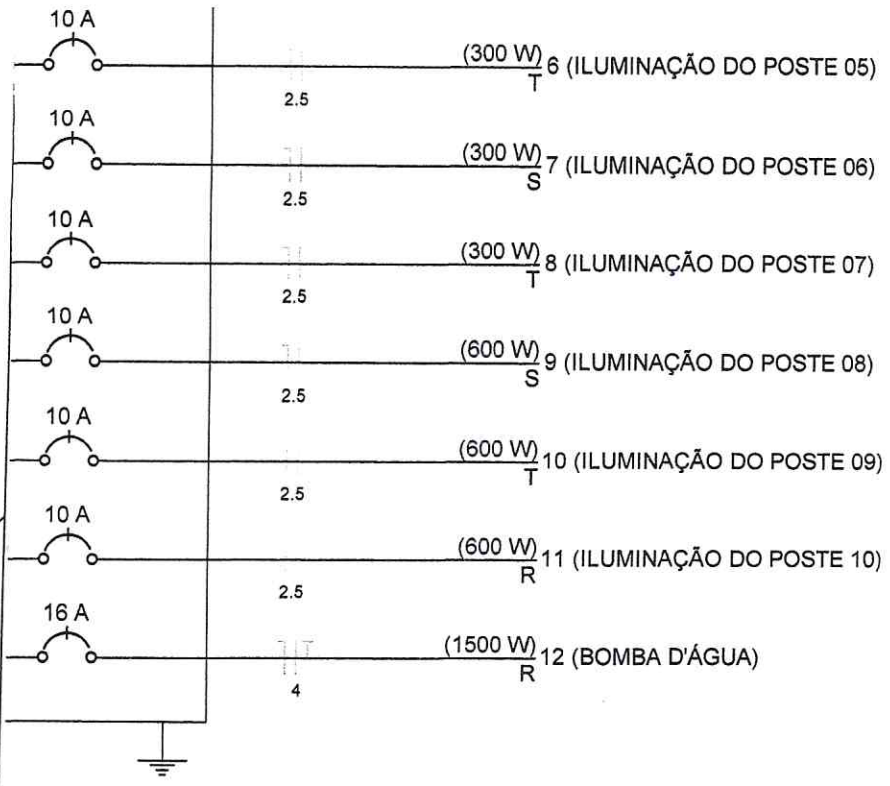 10 A
(300 W) 6 (ILUMINAÇÃO DO POSTE 05)
T
2.5
10 A
(300 W) 7 (ILUMINAÇÃO DO POSTE 06)
S
2.5
10 A
(300 W) 8 (ILUMINAÇÃO DO POSTE 07)
T
2.5
10 A
(600 W) 9 (ILUMINAÇÃO DO POSTE 08)
S
2.5
10 A
(600 W) 10 (ILUMINAÇÃO DO POSTE 09)
T
2.5
10 A
(600 W) 11 (ILUMINAÇÃO DO POSTE 10)
R
2.5
16 A
(1500 W) 12 (BOMBA D'ÁGUA)
R
4